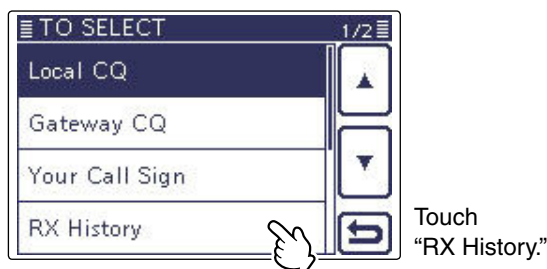 TO SELECT 1/2
Local CQ
Gateway CQ
Your Call Sign
RX History
Touch
“RX History.”